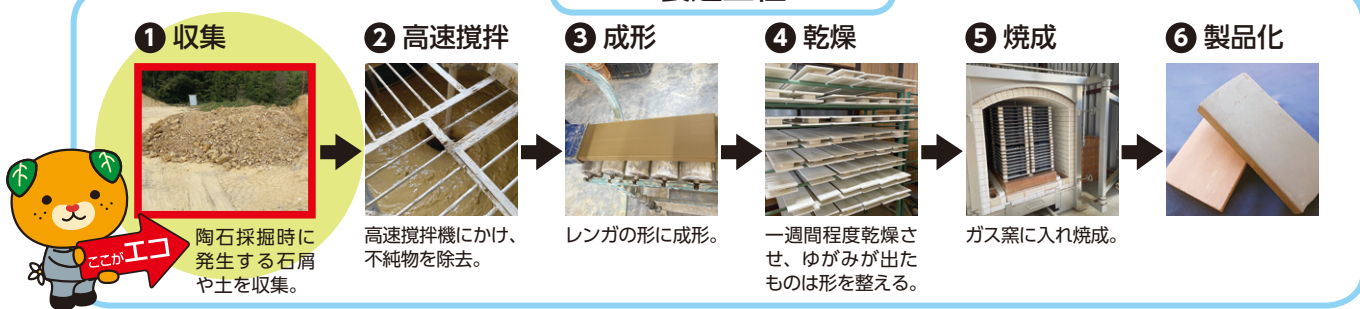 ❶ 収集
❷ 高速撹拌
❸ 成形
❹ 乾燥
❺ 焼成
❻ 製品化
ここがエコ
陶石採掘時に
発生する石屑
や土を収集。
高速撹拌機にかけ、
不純物を除去。
レンガの形に成形。
一週間程度乾燥さ
せ、ゆがみが出た
ものは形を整える。
ガス窯に入れ焼成。